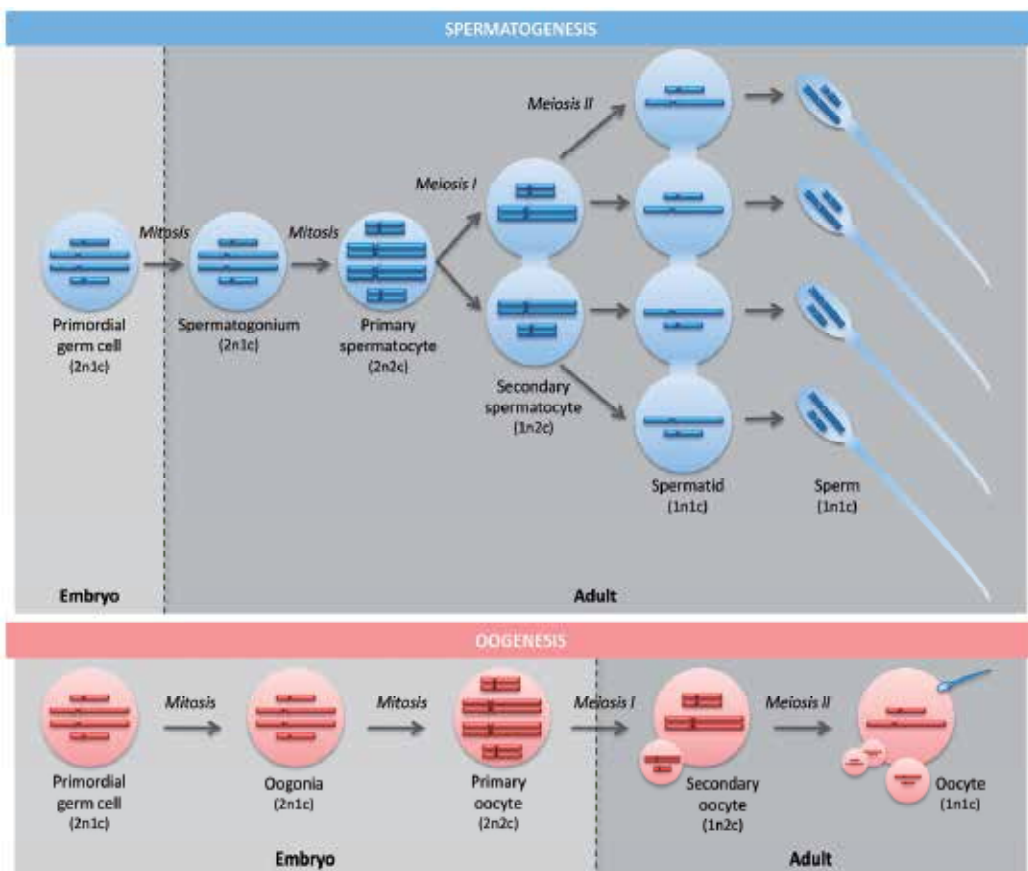 SPERMATOGENESIS
Meiosis II
Meiosis I
Mitosis
Mitosis
Primordial
germ cell
(2n1c)
Spermatogonium
(2n1c)
Primary
spermatocyte
(2n2c)
Secondary
spermatocyte
(1n2c)
Spermatid
(1n1c)
Sperm
(1n1c)
Embryo
Adult
OOGENESIS
Mitosis
Mitosis
Meiosis I
Meiosis II
Primordial
germ cell
(2n1c)
Oogonia
(2n1c)
Primary
oocyte
(2n2c)
Secondary
oocyte
(1n2c)
Oocyte
(1n1c)
Embryo
Adult